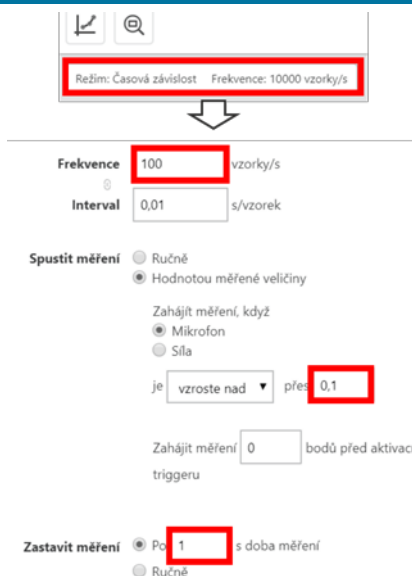 Režim: Časová závislost Frekvence: 10000 vzorky/s
Frekvence 100 vzorky/s
Interval 0,01 s/vzorek
Spustit měření Ručně
Hodnotou měřené veličiny
Zahájít měření, když
Mikrofon
Síla
je vzroste nad ▼ přes 0,1
Zahájit měření 0 bodů před aktivací
triggeru
Zastavit měření Po 1 s doba měření
Ručně